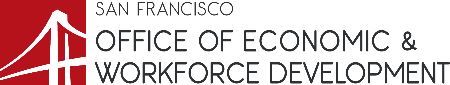 SAN FRANCISCO
OFFICE OF ECONOMIC &
WORKFORCE DEVELOPMENT